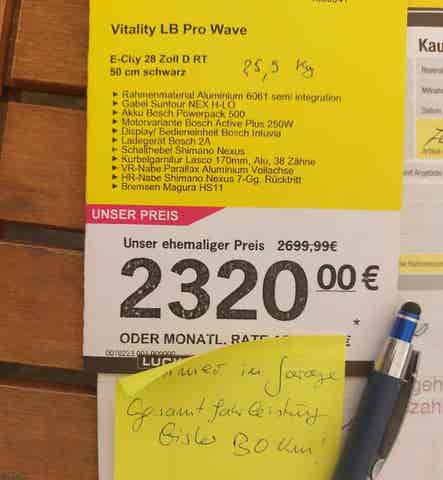 Vitality LB Pro Wave
E-City 28 Zoll D RT
50 cm schwarz
25,9 Kg
Rahmenmaterial Aluminium 6061 semi integration
Gabel Suntour NEX H-LO
Akku Bosch Powerpack 500
Motorvariante Bosch Active Plus 250W
Display/ Bedieneinheit Bosch Intuvia
Ladegerät Bosch 2A
Schalthebel Shimano Nexus
Kurbelgarnitur Lasco 170mm, Alu, 38 Zähne
VR-Nabe Parallax Aluminium Vollachse
HR-Nabe Shimano Nexus 7-Gg. Rücktritt
Bremsen Magura HS11
UNSER PREIS
Unser ehemaliger Preis 2699,99€
2320 00 €
*
ODER MONATL. RATE €
in Garage
Gesamtfahrleistung
bisher 30 Km!
Kau